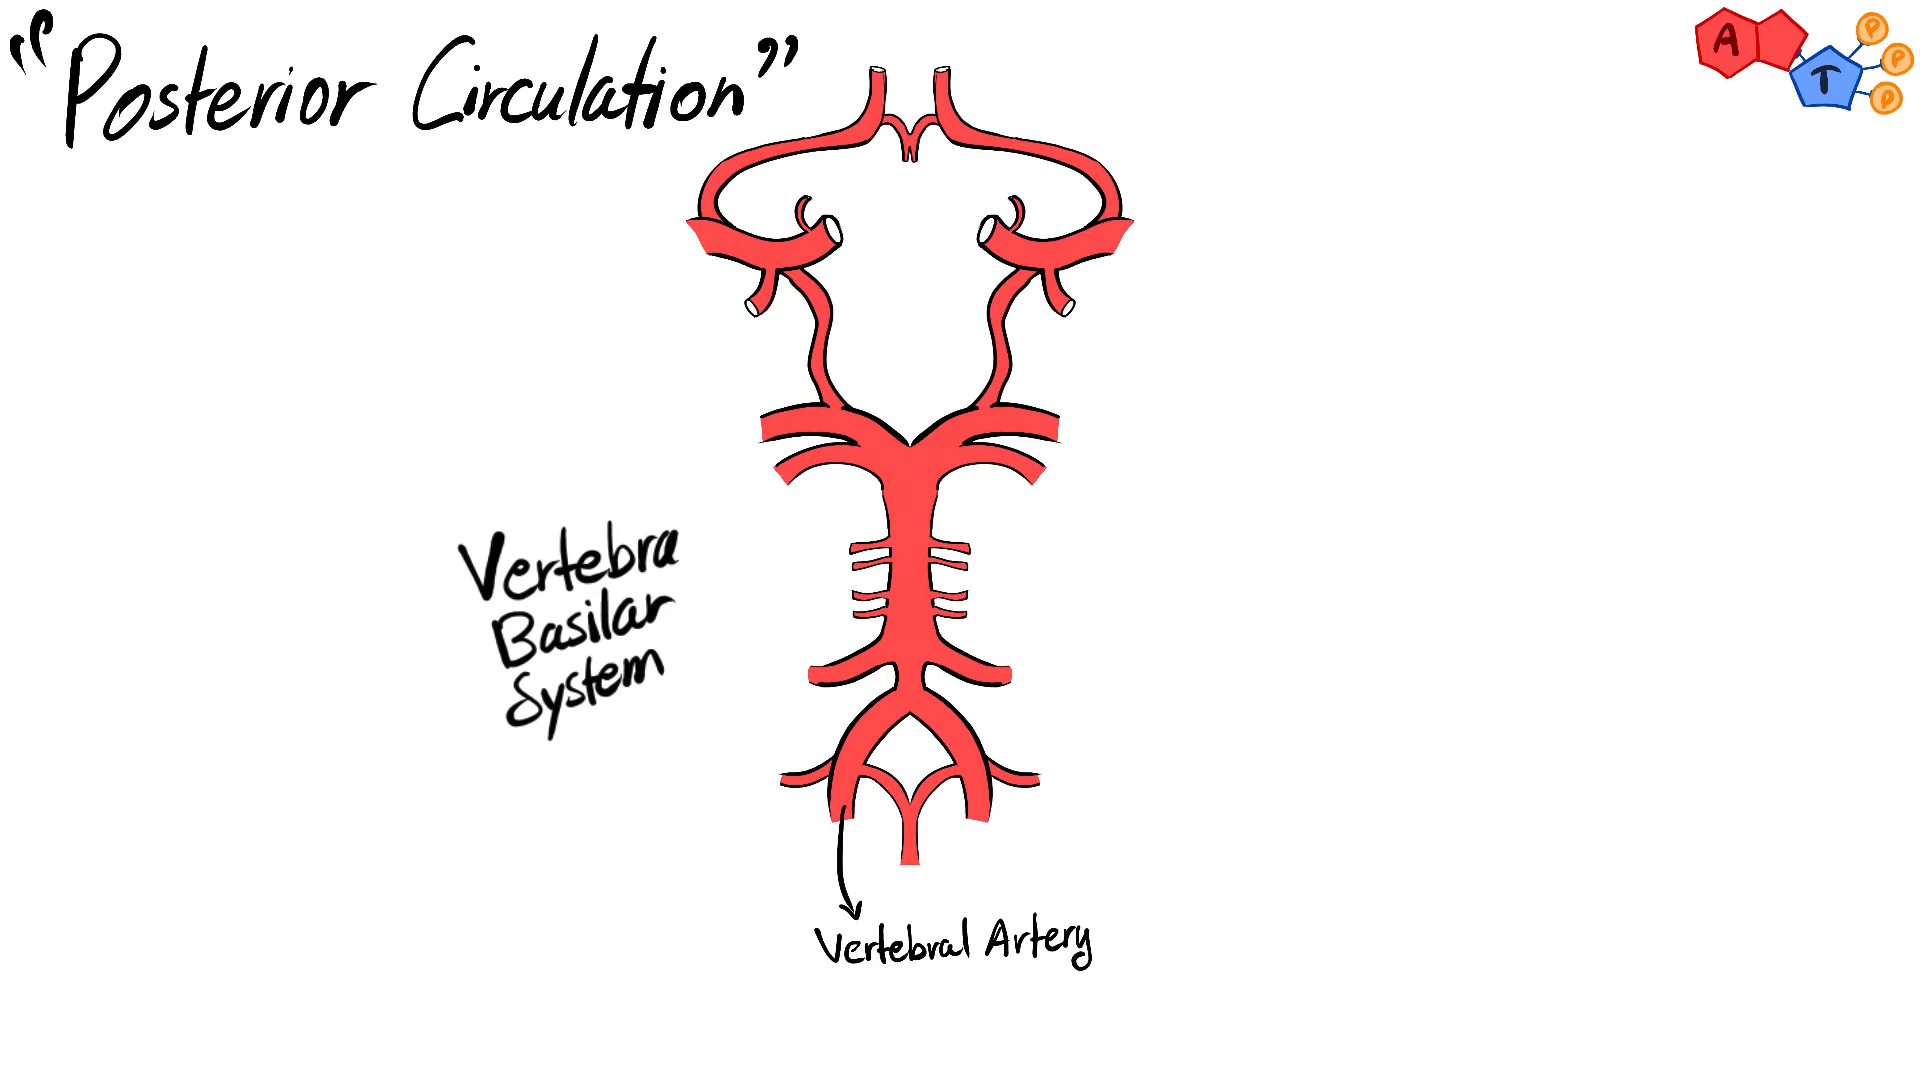 "Posterior Circulation"
A
T
P
P
P
Vertebra
Basilar
System
Vertebral Artery